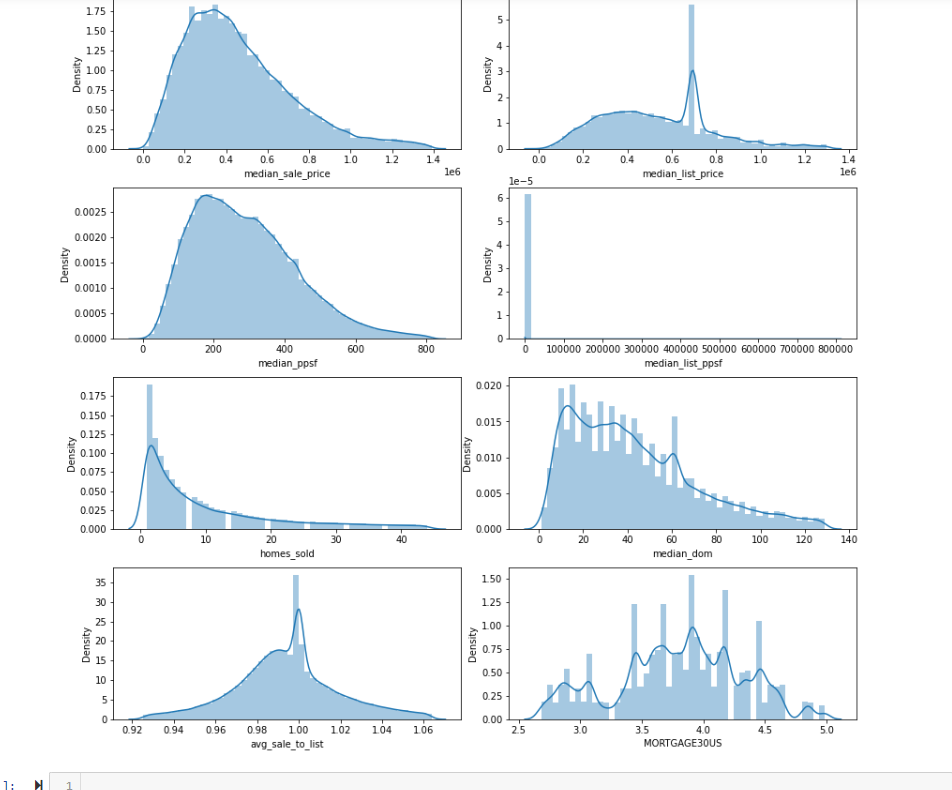 1.75
1.50
1.25
1.00
0.75
0.50
0.25
0.00
Density
0.0 0.2 0.4 0.6 0.8 1.0 1.2 1.4
1e6
median_sale_price
5
4
3
2
1
0
Density
0.0 0.2 0.4 0.6 0.8 1.0 1.2 1.4
1e6
median_list_price
0.0025
0.0020
0.0015
0.0010
0.0005
0.0000
Density
0 200 400 600 800
median_ppsf
1e−5
6
5
4
3
2
1
0
Density
0 100000 200000 300000 400000 500000 600000 700000 800000
median_list_ppsf
0.175
0.150
0.125
0.100
0.075
0.050
0.025
0.000
Density
0 10 20 30 40
homes_sold
0.020
0.015
0.010
0.005
0.000
Density
0 20 40 60 80 100 120 140
median_dom
35
30
25
20
15
10
5
0
Density
0.92 0.94 0.96 0.98 1.00 1.02 1.04 1.06
avg_sale_to_list
1.50
1.25
1.00
0.75
0.50
0.25
0.00
Density
2.5 3.0 3.5 4.0 4.5 5.0
MORTGAGE30US
]: 1